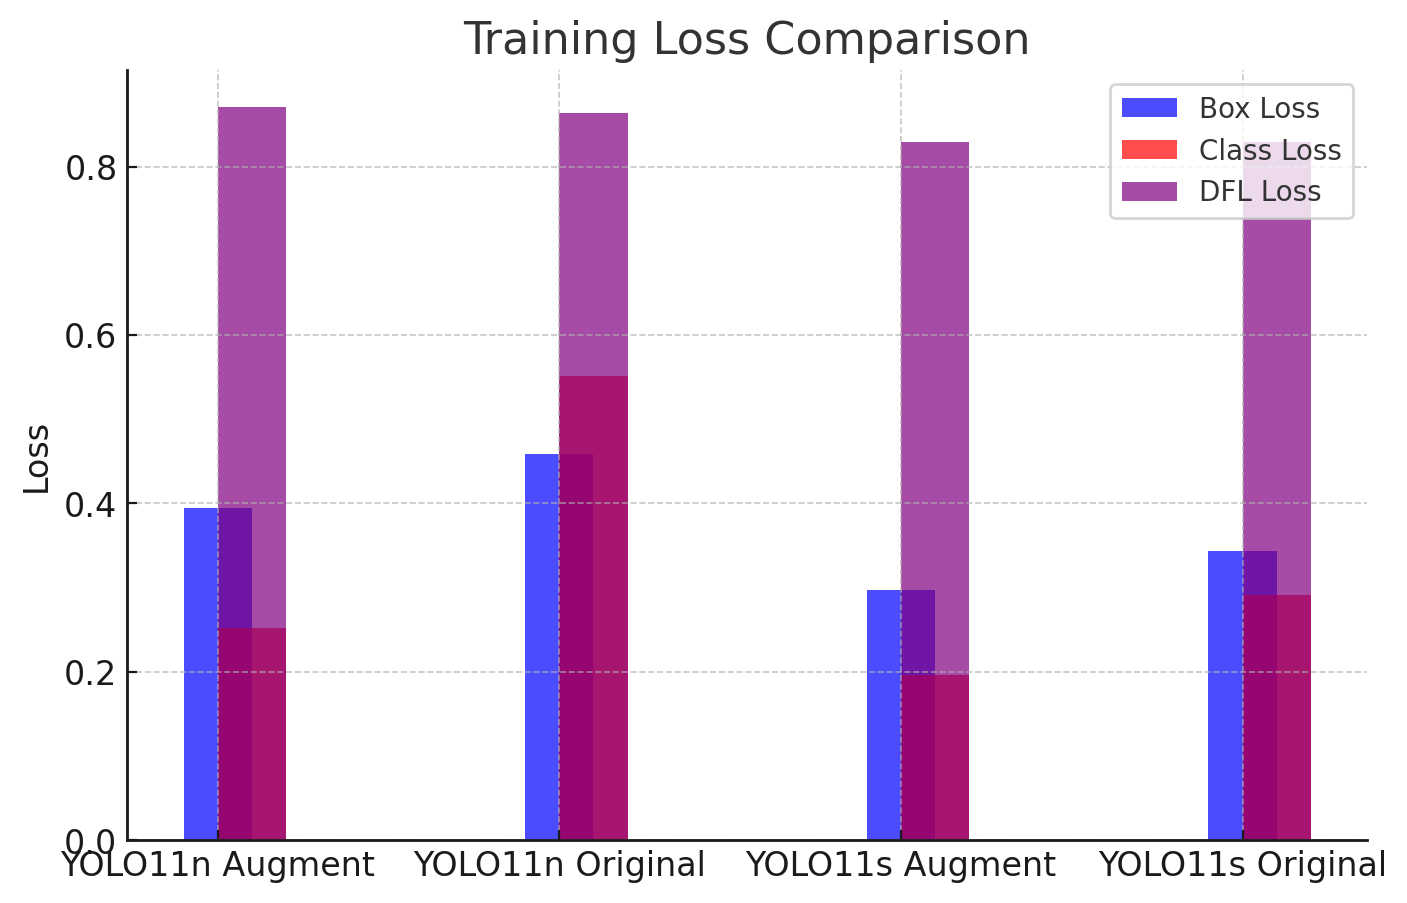 Training Loss Comparison
Box Loss
Class Loss
DFL Loss
0.8
0.6
0.4
0.2
0.0
Loss
YOLO11n Augment
YOLO11n Original
YOLO11s Augment
YOLO11s Original